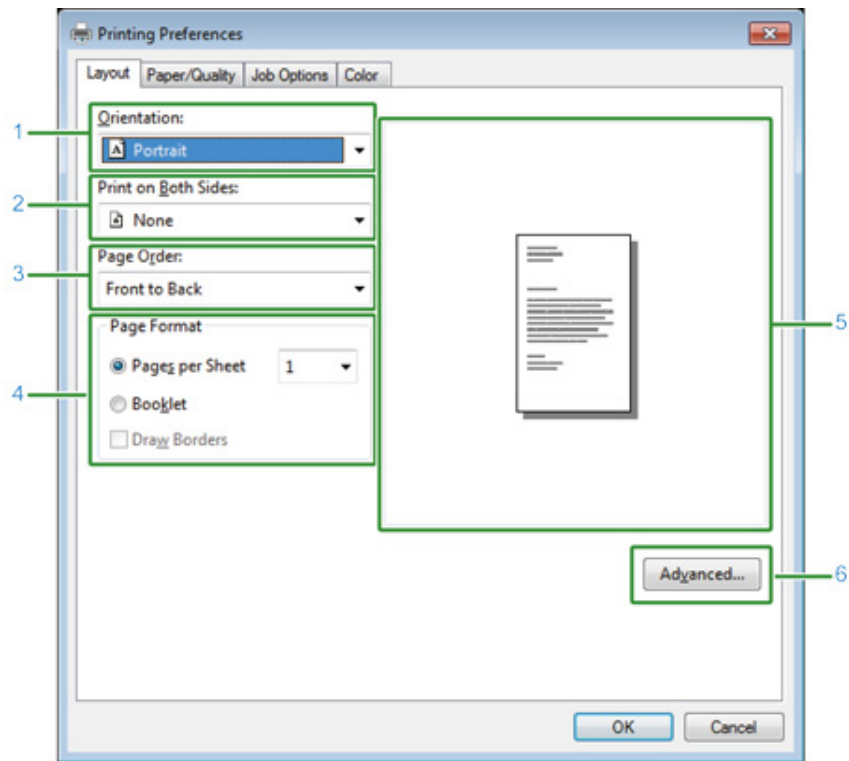 Printing Preferences
Layout Paper/Quality Job Options Color
1
Orientation:
Portrait
2
Print on Both Sides:
None
3
Page Order:
Front to Back
4
Page Format
Pages per Sheet 1
Booklet
Draw Borders
5
Advanced...
6
OK Cancel